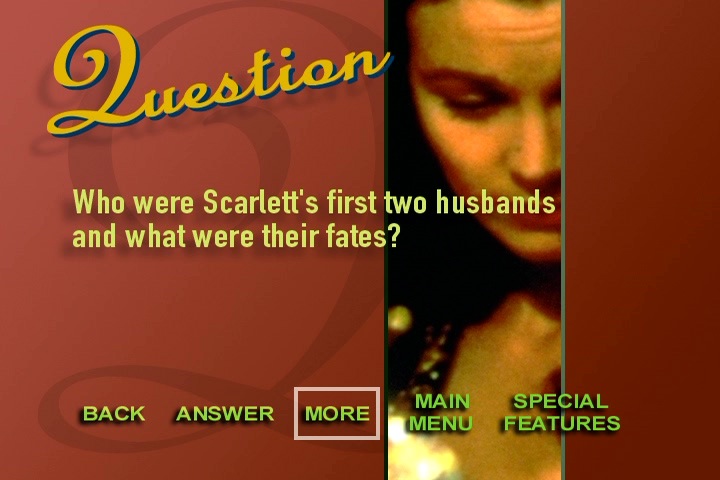 Question
Who were Scarlett's first two husbands
and what were their fates?
BACK
ANSWER
MORE
MAIN
MENU
SPECIAL
FEATURES